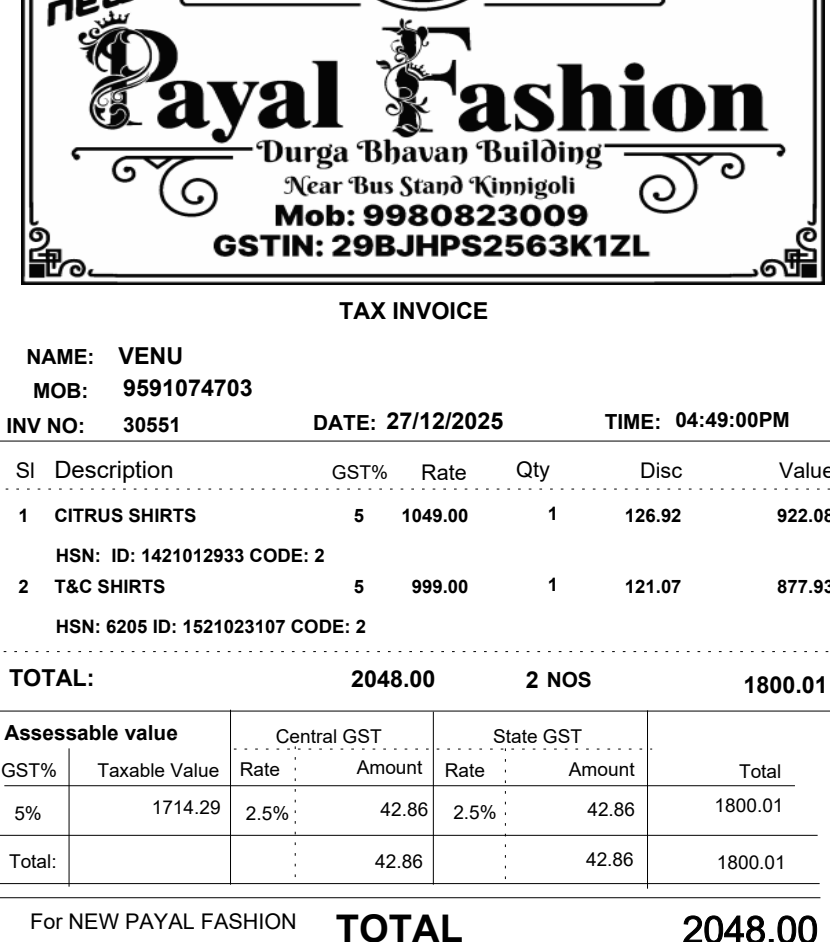 new
Payal Fashion
Durga Bhavan Building
Near Bus Stand Kinnigoli
Mob: 9980823009
GSTIN: 29BJHPS2563K1ZL
TAX INVOICE
NAME: VENU
MOB: 9591074703
INV NO: 30551 DATE: 27/12/2025 TIME: 04:49:00PM
Sl Description GST% Rate Qty Disc Value
1 CITRUS SHIRTS 5 1049.00 1 126.92 922.08
HSN: ID: 1421012933 CODE: 2
2 T&C SHIRTS 5 999.00 1 121.07 877.93
HSN: 6205 ID: 1521023107 CODE: 2
TOTAL: 2048.00 2 NOS 1800.01
Assessable value Central GST State GST
GST% Taxable Value Rate Amount Rate Amount Total
5% 1714.29 2.5% 42.86 2.5% 42.86 1800.01
Total: 42.86 42.86 1800.01
For NEW PAYAL FASHION TOTAL 2048.00